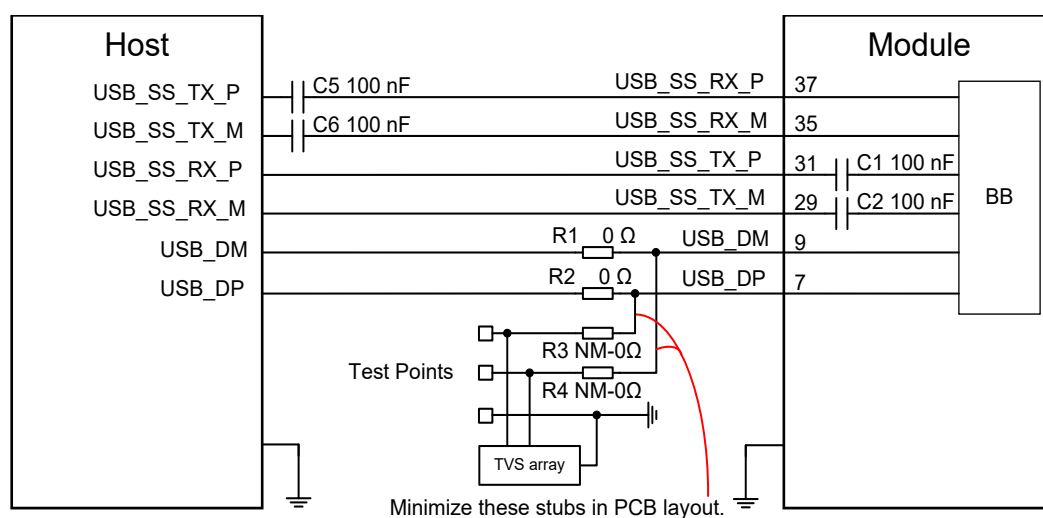 Host
Module
USB_SS_TX_P
C5 100 nF
USB_SS_RX_P
37
USB_SS_TX_M
C6 100 nF
USB_SS_RX_M
35
USB_SS_RX_P
USB_SS_TX_P
31
C1 100 nF
USB_SS_RX_M
USB_SS_TX_M
29
C2 100 nF
BB
USB_DM
R1 0 Ω
USB_DM
9
USB_DP
R2 0 Ω
USB_DP
7
R3 NM-0Ω
Test Points
R4 NM-0Ω
TVS array
Minimize these stubs in PCB layout.